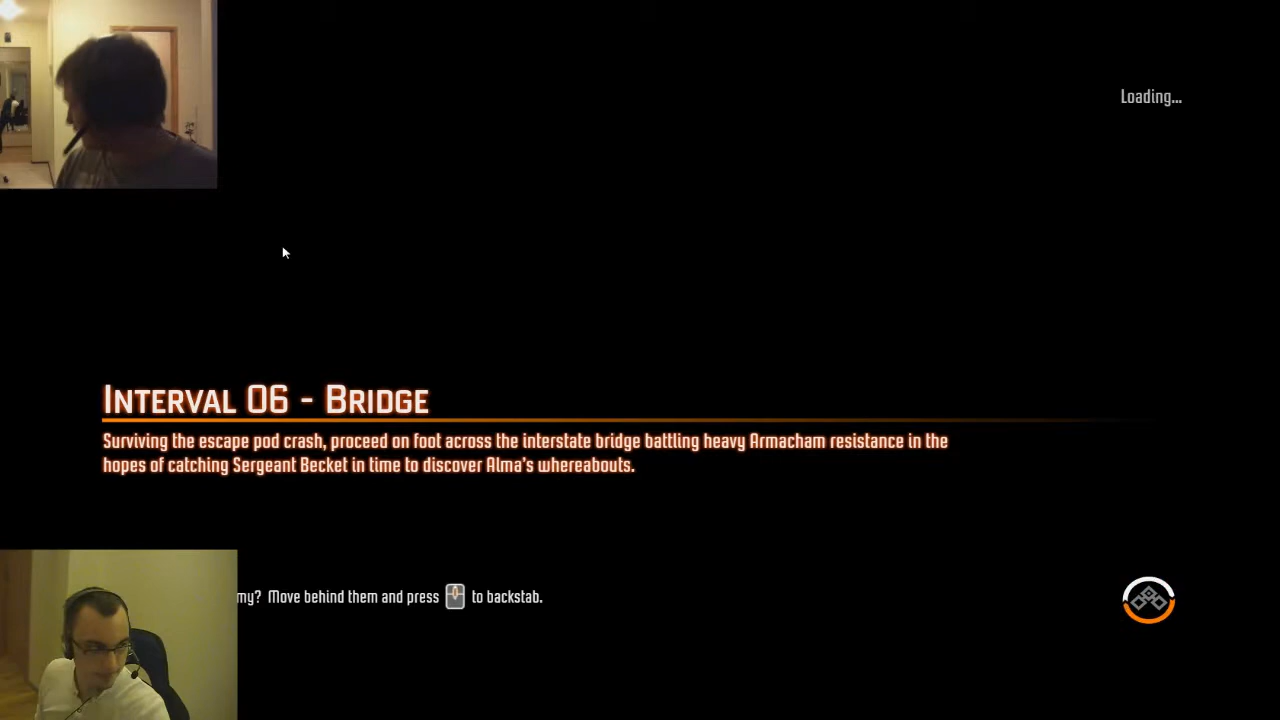 Loading...
Interval 06 - Bridge
Surviving the escape pod crash, proceed on foot across the interstate bridge battling heavy Armacham resistance in the
hopes of catching Sergeant Becket in time to discover Alma's whereabouts.
my? Move behind them and press to backstab.